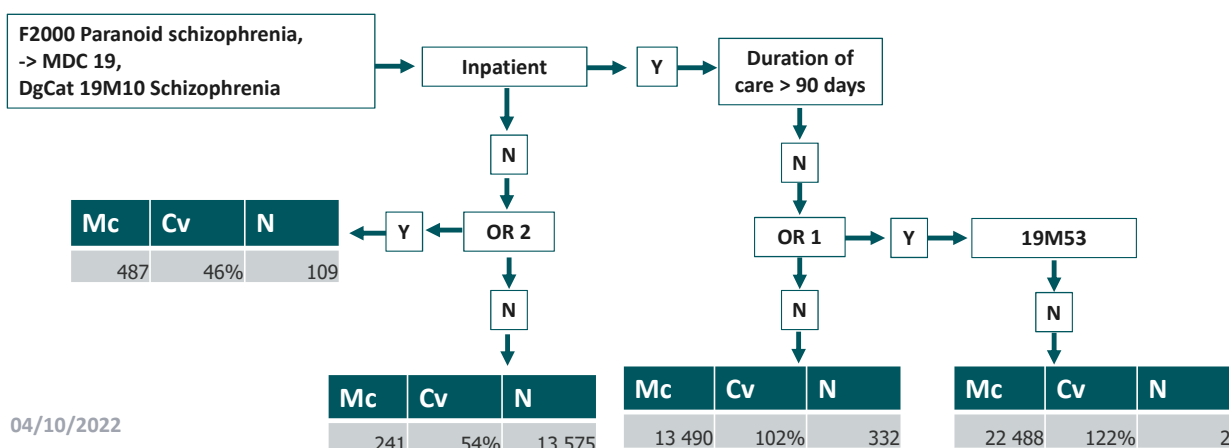 F2000 Paranoid schizophrenia,
-> MDC 19,
DgCat 19M10 Schizophrenia
Inpatient
Y
Duration of
care > 90 days
N
N
Mc Cv N
487 46% 109
Y
OR 2
OR 1
Y
19M53
N
N
N
Mc Cv N
241 54% 13 575
Mc Cv N
13 490 102% 332
Mc Cv N
22 488 122%
04/10/2022